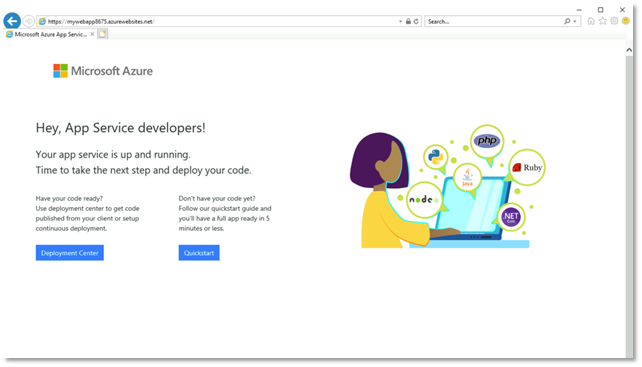 https://mywebapp8675.azurewebsites.net/
Search...
Microsoft Azure App Servic...
Microsoft Azure
Hey, App Service developers!
Your app service is up and running.
Time to take the next step and deploy your code.
Have your code ready?
Use deployment center to get code
published from your client or setup
continuous deployment.
Deployment Center
Don't have your code yet?
Follow our quickstart guide and
you'll have a full app ready in 5
minutes or less.
Quickstart
php
Ruby
Java
node
.NET
Core